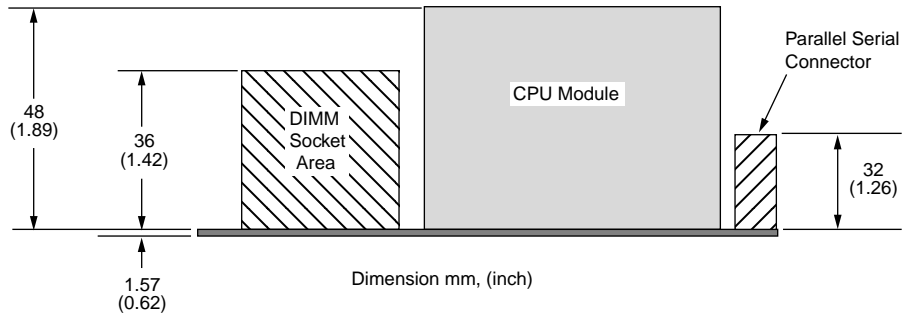 Parallel Serial
Connector
CPU Module
48
(1.89)
36
(1.42)
DIMM
Socket
Area
32
(1.26)
1.57
(0.62)
Dimension mm, (inch)